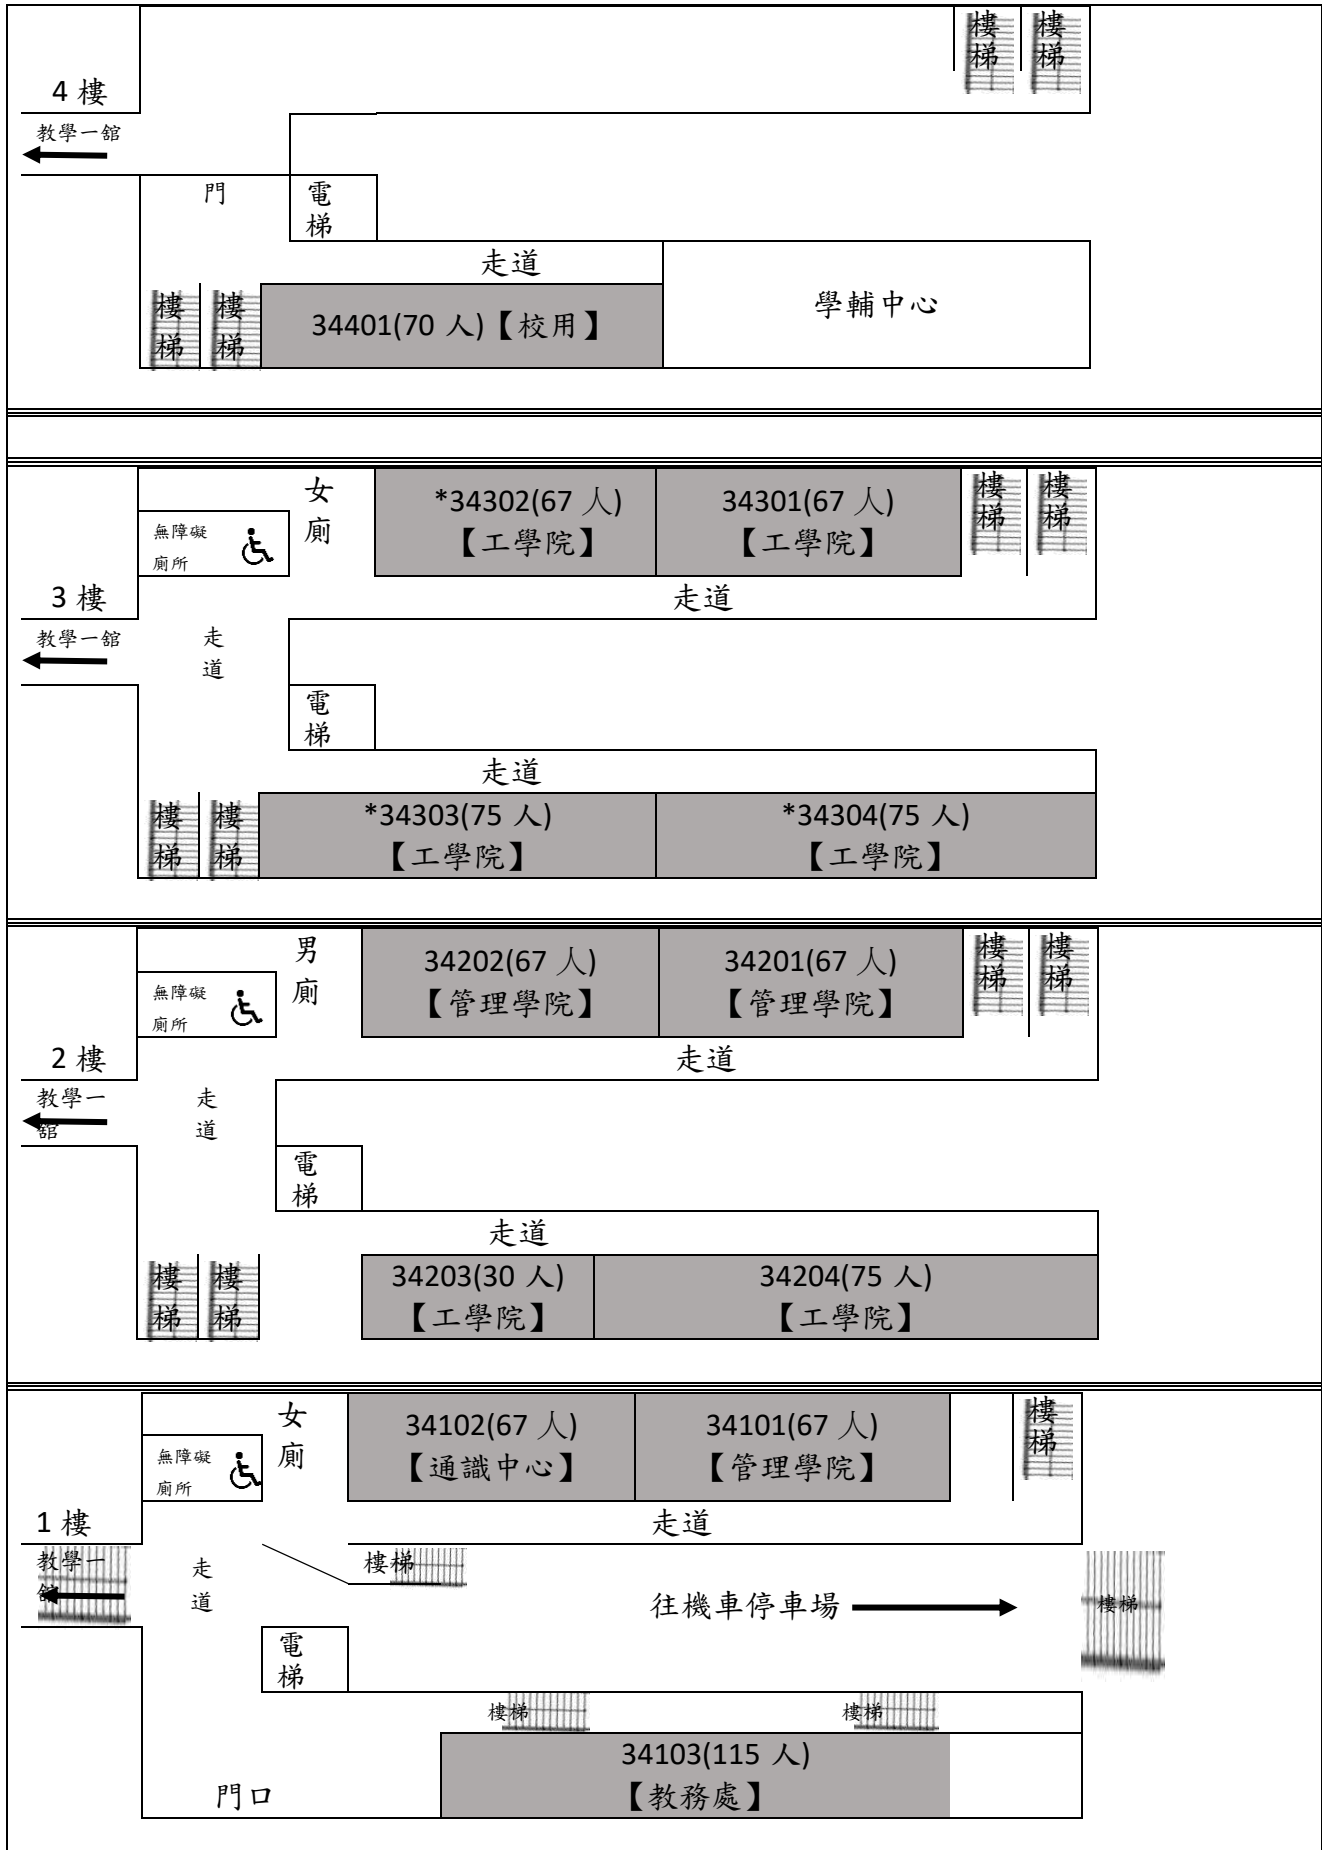 樓梯
樓梯
4 樓
教學一舘
門
電梯
走道
樓梯
樓梯
34401(70 人)【校用】
學輔中心
女廁
*34302(67 人)
【工學院】
34301(67 人)
【工學院】
樓梯
樓梯
無障礙
廁所
3 樓
走道
教學一舘
走道
電梯
走道
樓梯
樓梯
*34303(75 人)
【工學院】
*34304(75 人)
【工學院】
男廁
34202(67 人)
【管理學院】
34201(67 人)
【管理學院】
樓梯
樓梯
無障礙
廁所
2 樓
走道
教學一
舘
走道
電梯
走道
樓梯
樓梯
34203(30 人)
【工學院】
34204(75 人)
【工學院】
女廁
34102(67 人)
【通識中心】
34101(67 人)
【管理學院】
樓梯
無障礙
廁所
1 樓
走道
教學一
舘
走道
樓梯
往機車停車場
樓梯
電梯
樓梯
樓梯
34103(115 人)
【教務處】
門口